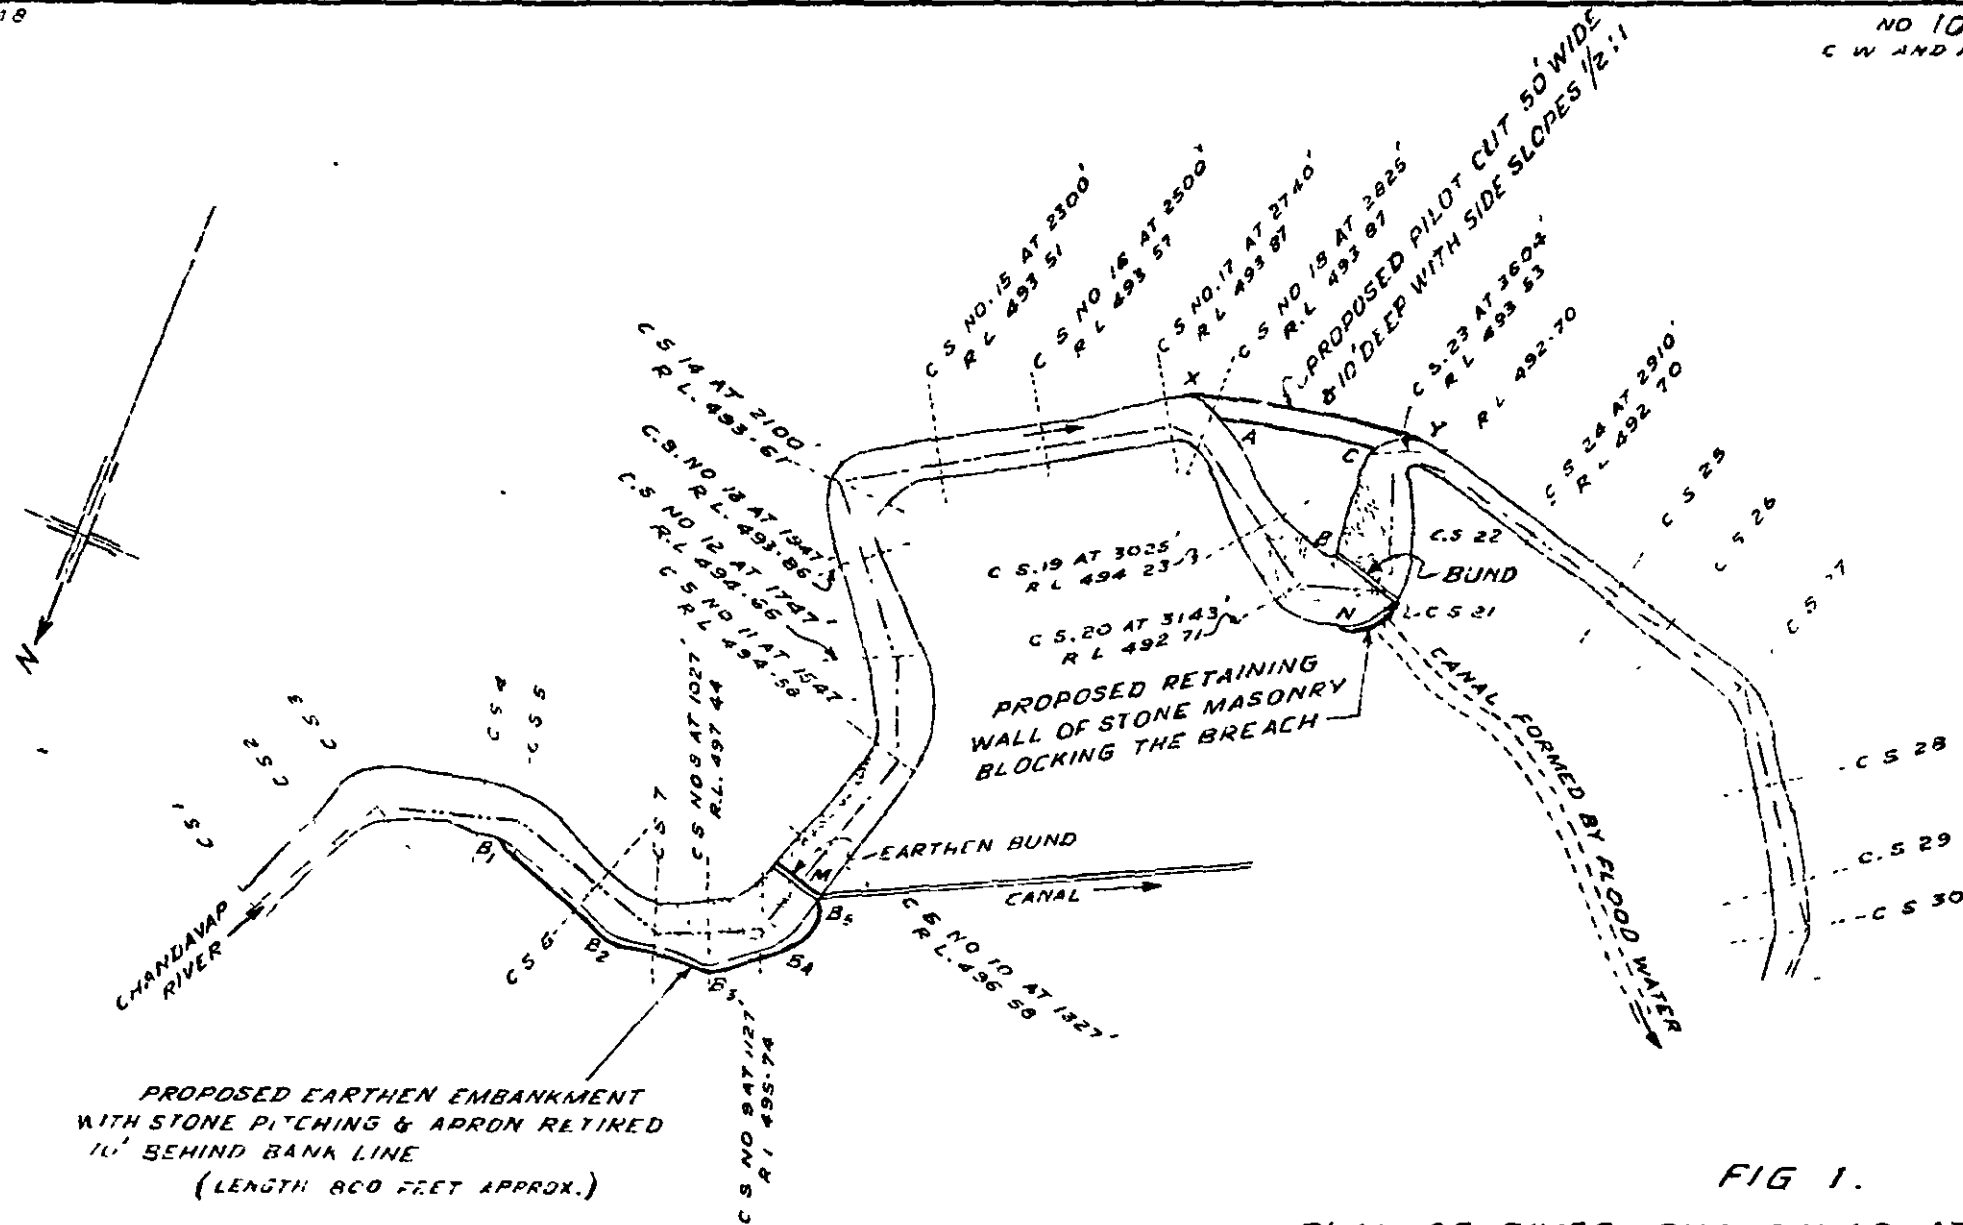 18
NO 10
C W AND
PROPOSED PILOT CUT 50' WIDE
& 10' DEEP WITH SIDE SLOPES 1/2:1
C S NO.15 AT 2300'
R L 493 51
C S NO 16 AT 2500'
R L 493 57
C S NO.17 AT 2740'
R L 493 87
C S NO 18 AT 2825'
R.L 493 87
C S.23 AT 3604'
R L 493 53
R L 492.70
C S 24 AT 2910'
R L 492 70
C S 25
C S 26
C S 27
C S 28
C.S 29
C S 30
C S 14 AT 2100'
R L.493.61
C.S.NO 13 AT 1947'
R L.493.86
C.S NO 12 AT 1747'
R.L 494.66
C S NO 11 AT 1547'
R L 494.58
X
A
Y
C
B
C.S 22
BUND
N
C S 21
C S.19 AT 3025'
R L 494 23
C S.20 AT 3143'
R L 492 71
PROPOSED RETAINING
WALL OF STONE MASONRY
BLOCKING THE BREACH
CANAL FORMED BY FLOOD WATER
N
C S 1
C S 2
C S 3
C S 4
C S 5
C S 6
C S 7
C S NO 8 AT 1027'
R.L.497 44
EARTHEN BUND
M
CANAL
B1
B2
B3
B4
B5
C S NO 10 AT 1327'
R L.496 58
C S NO 9 AT 1127'
R L 495.74
CHANDAVAP
RIVER
PROPOSED EARTHEN EMBANKMENT
WITH STONE PITCHING & APRON RETIRED
10' BEHIND BANK LINE
(LENGTH 800 FEET APPROX.)
FIG 1.